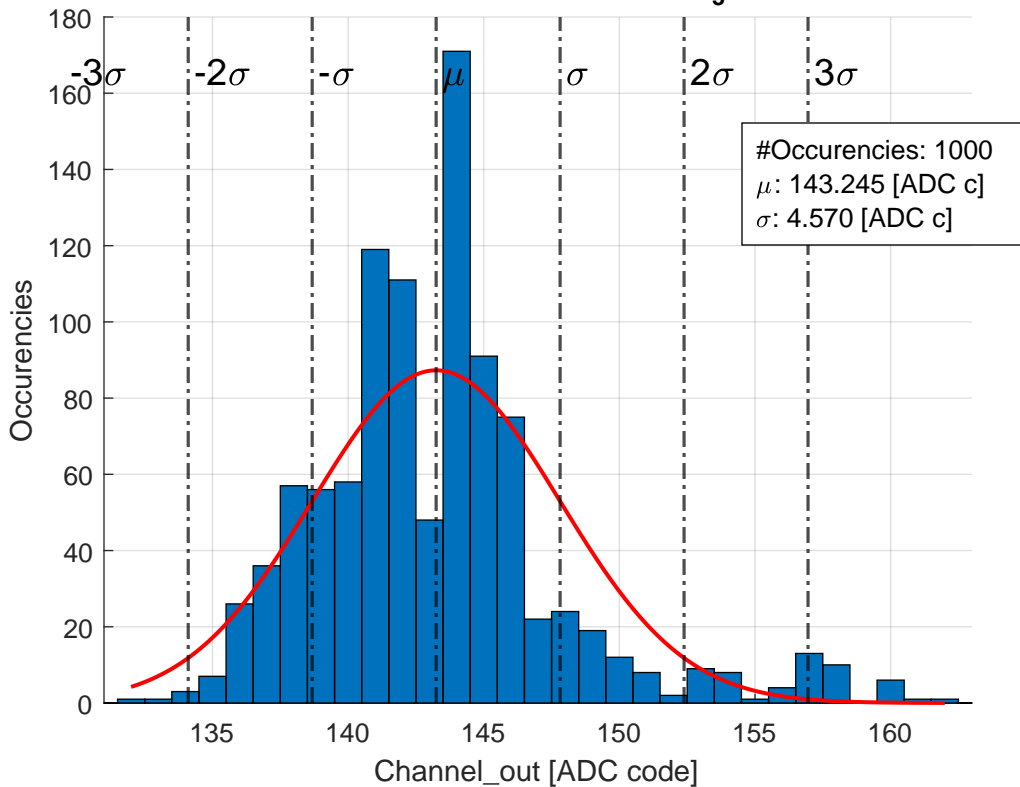 180
160
140
120
100
80
60
40
20
0
-3σ
-2σ
-σ
μ
σ
2σ
3σ
#Occurencies: 1000
μ: 143.245 [ADC c]
σ: 4.570 [ADC c]
Occurencies
135
140
145
150
155
160
Channel_out [ADC code]